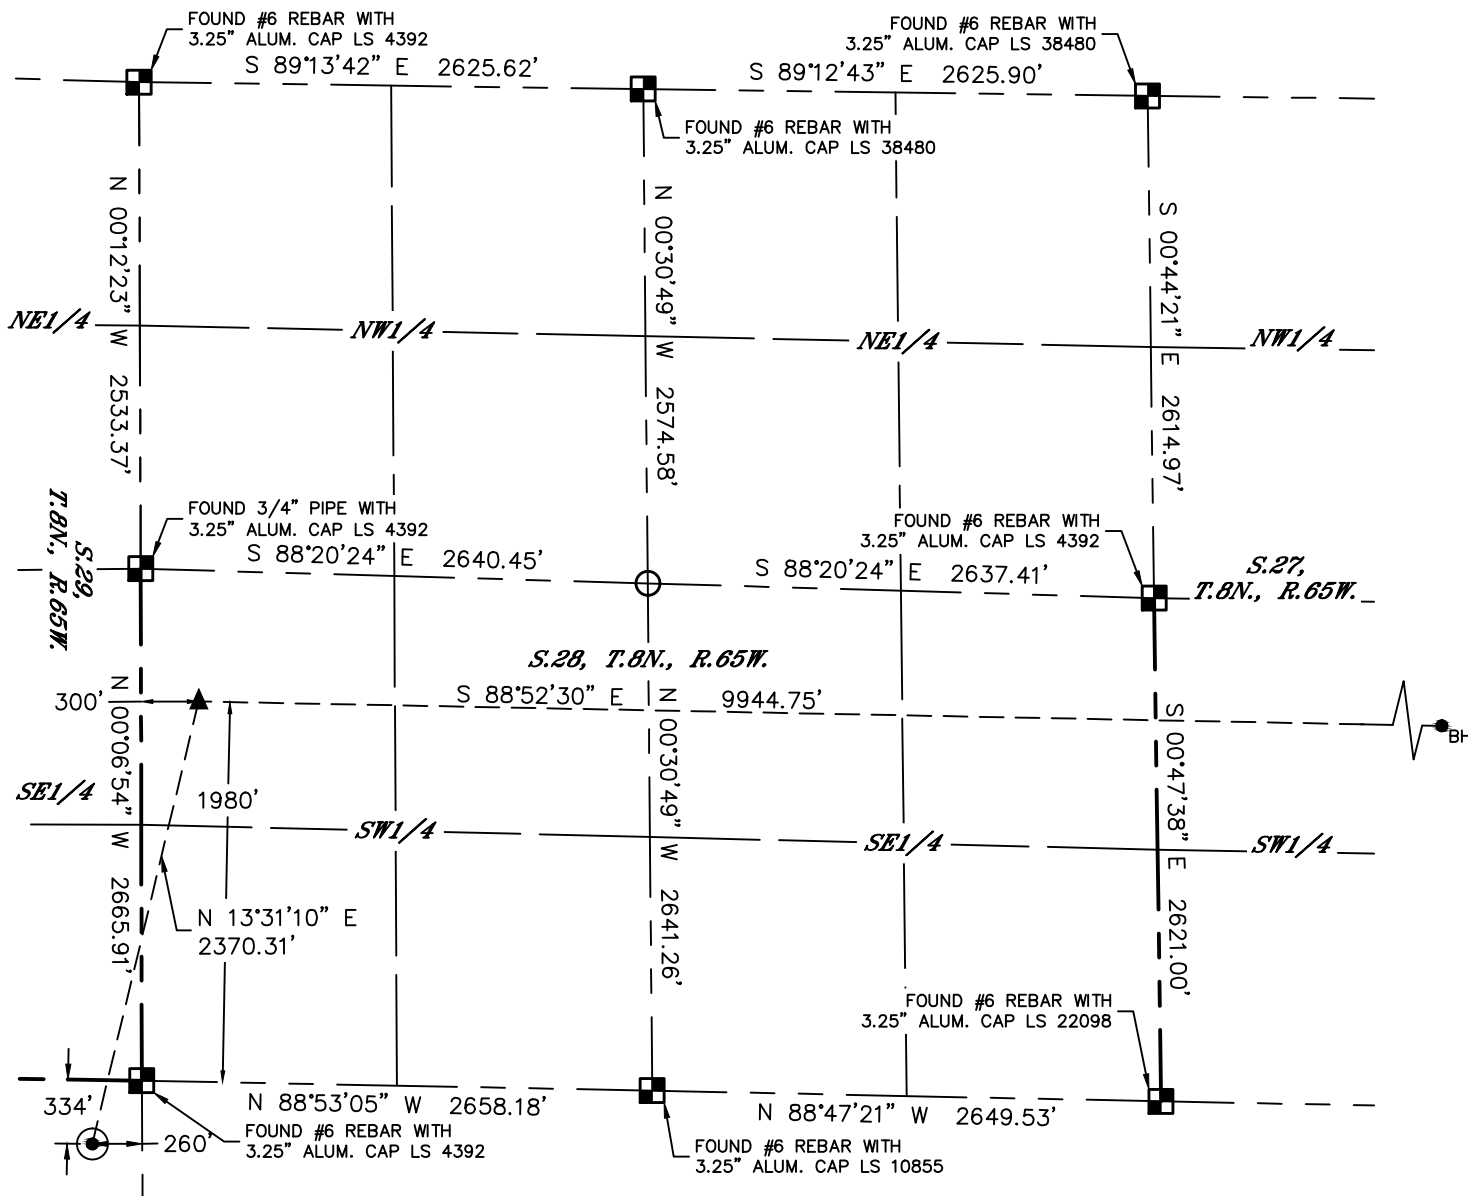 FOUND #6 REBAR WITH
3.25" ALUM. CAP LS 4392
S 89°13'42" E 2625.62'
FOUND #6 REBAR WITH
3.25" ALUM. CAP LS 38480
S 89°12'43" E 2625.90'
FOUND #6 REBAR WITH
3.25" ALUM. CAP LS 38480
N 00°12'23" W 2533.37'
N 00°30'49" W 2574.58'
S 00°44'21" E 2614.97'
NE1/4
NW1/4
NE1/4
NW1/4
S.29,
T.8N., R.65W.
FOUND 3/4" PIPE WITH
3.25" ALUM. CAP LS 4392
S 88°20'24" E 2640.45'
FOUND #6 REBAR WITH
3.25" ALUM. CAP LS 4392
S 88°20'24" E 2637.41'
S.27,
T.8N., R.65W.
S.28, T.8N., R.65W.
300'
S 88°52'30" E 9944.75'
BH
N 00°06'54" W 2665.91'
N 00°30'49" W 2641.26'
S 00°47'38" E 2621.00'
1980'
SE1/4
SW1/4
SE1/4
SW1/4
N 13°31'10" E
2370.31'
FOUND #6 REBAR WITH
3.25" ALUM. CAP LS 22098
334'
260'
N 88°53'05" W 2658.18'
FOUND #6 REBAR WITH
3.25" ALUM. CAP LS 4392
N 88°47'21" W 2649.53'
FOUND #6 REBAR WITH
3.25" ALUM. CAP LS 10855